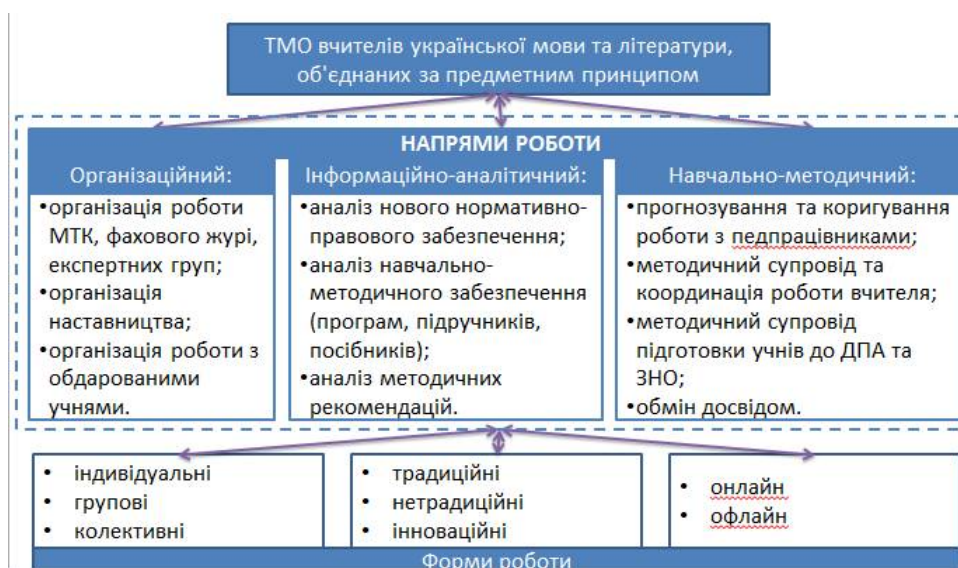 ТМО вчителів української мови та літератури,
об'єднаних за предметним принципом
НАПРЯМИ РОБОТИ
Організаційний:
•організація роботи
МТК, фахового журі,
експертних груп;
•організація
наставництва;
•організація роботи з
обдарованими
учнями.
Інформаційно-аналітичний:
•аналіз нового нормативно-
правового забезпечення;
•аналіз навчально-
методичного забезпечення
(програм, підручників,
посібників);
•аналіз методичних
рекомендацій.
Навчально-методичний:
•прогнозування та коригування
роботи з педпрацівниками;
•методичний супровід та
координація роботи вчителя;
•методичний супровід
підготовки учнів до ДПА та
ЗНО;
•обмін досвідом.
• індивідуальні
• групові
• колективні
• традиційні
• нетрадиційні
• інноваційні
• онлайн
• офлайн
Форми роботи